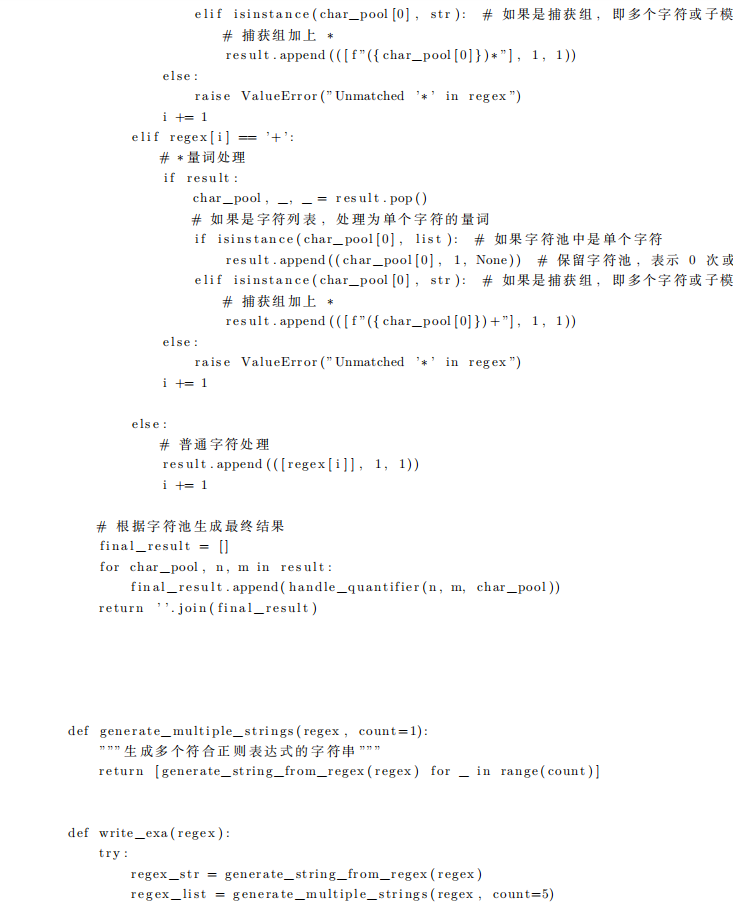 elif isinstance(char_pool[0], str):  # 如果是捕获组, 即多个字符或子模
# 捕获组加上 *
result.append(([f"({char_pool[0]})*"], 1, 1))
else:
raise ValueError("Unmatched '*' in regex")
i += 1
elif regex[i] == '+':
# *量词处理
if result:
char_pool, _, _ = result.pop()
# 如果是字符列表, 处理为单个字符的量词
if isinstance(char_pool[0], list):  # 如果字符池中是单个字符
result.append((char_pool[0], 1, None))  # 保留字符池, 表示 0 次或
elif isinstance(char_pool[0], str):  # 如果是捕获组, 即多个字符或子模
# 捕获组加上 *
result.append(([f"({char_pool[0]})+"], 1, 1))
else:
raise ValueError("Unmatched '*' in regex")
i += 1
else:
# 普通字符处理
result.append(([regex[i]], 1, 1))
i += 1
# 根据字符池生成最终结果
final_result = []
for char_pool, n, m in result:
final_result.append(handle_quantifier(n, m, char_pool))
return ''.join(final_result)
def generate_multiple_strings(regex, count=1):
"""生成多个符合正则表达式的字符串"""
return [generate_string_from_regex(regex) for _ in range(count)]
def write_exa(regex):
try:
regex_str = generate_string_from_regex(regex)
regex_list = generate_multiple_strings(regex, count=5)